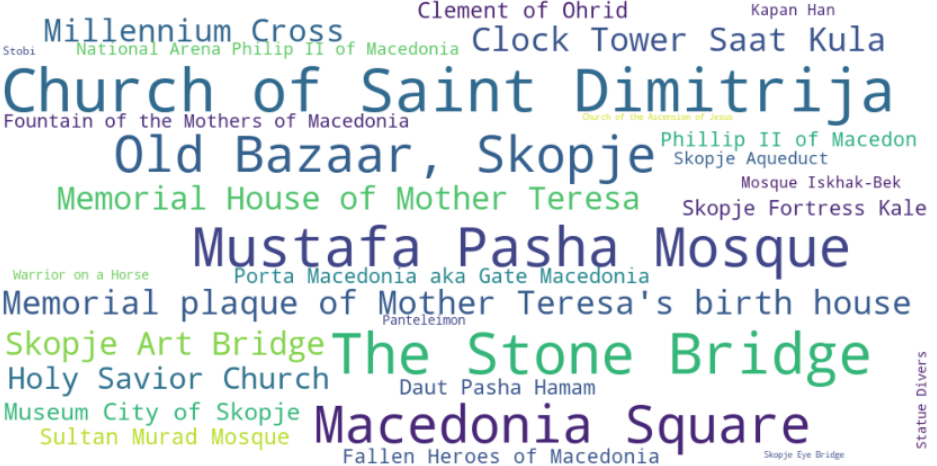 Clement of Ohrid
Kapan Han
Millennium Cross
Clock Tower Saat Kula
Stobi
National Arena Philip II of Macedonia
Church of Saint Dimitrija
Fountain of the Mothers of Macedonia
Church of the Ascension of Jesus
Old Bazaar, Skopje
Phillip II of Macedon
Skopje Aqueduct
Mosque Iskhak-Bek
Memorial House of Mother Teresa
Skopje Fortress Kale
Mustafa Pasha Mosque
Warrior on a Horse
Porta Macedonia aka Gate Macedonia
Memorial plaque of Mother Teresa's birth house
Panteleimon
Skopje Art Bridge
The Stone Bridge
Holy Savior Church
Daut Pasha Hamam
Statue Divers
Museum City of Skopje
Macedonia Square
Sultan Murad Mosque
Fallen Heroes of Macedonia
Skopje Eye Bridge